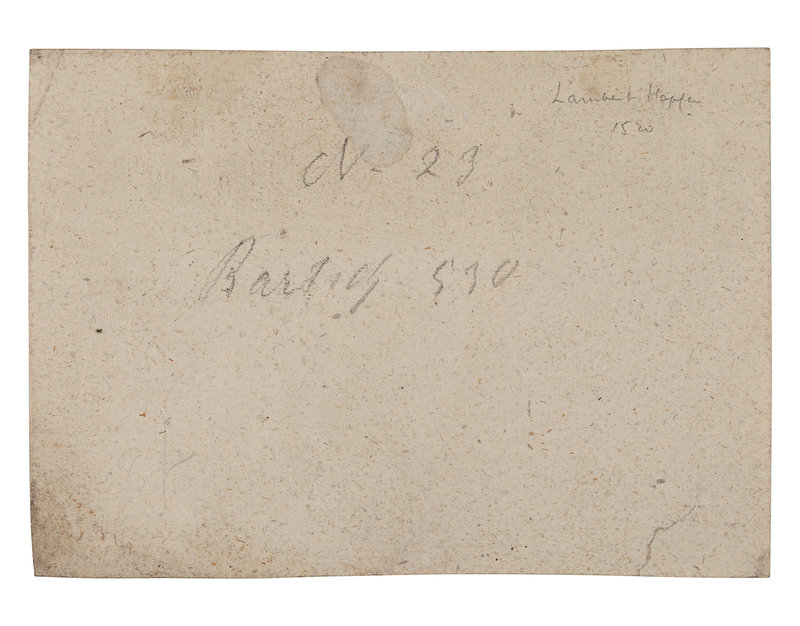 Lambert Hopfer
1520
N. 29
Bartsch 530